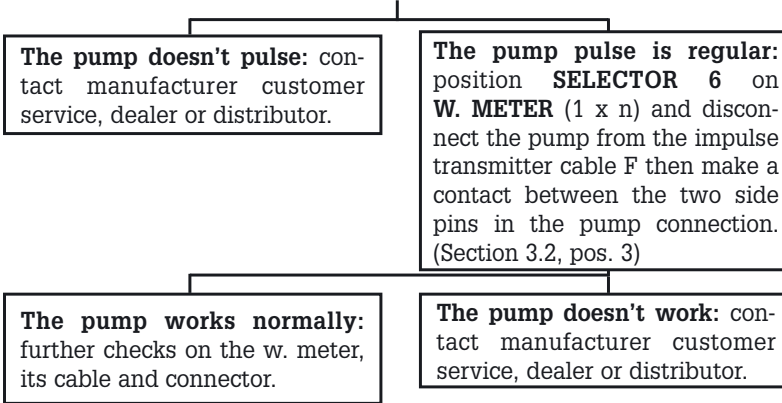 The pump doesn't pulse: con-
tact manufacturer customer
service, dealer or distributor.
The pump pulse is regular:
position SELECTOR 6 on
W. METER (1 x n) and discon-
nect the pump from the impulse
transmitter cable F then make a
contact between the two side
pins in the pump connection.
(Section 3.2, pos. 3)
The pump works normally:
further checks on the w. meter,
its cable and connector.
The pump doesn't work: con-
tact manufacturer customer
service, dealer or distributor.